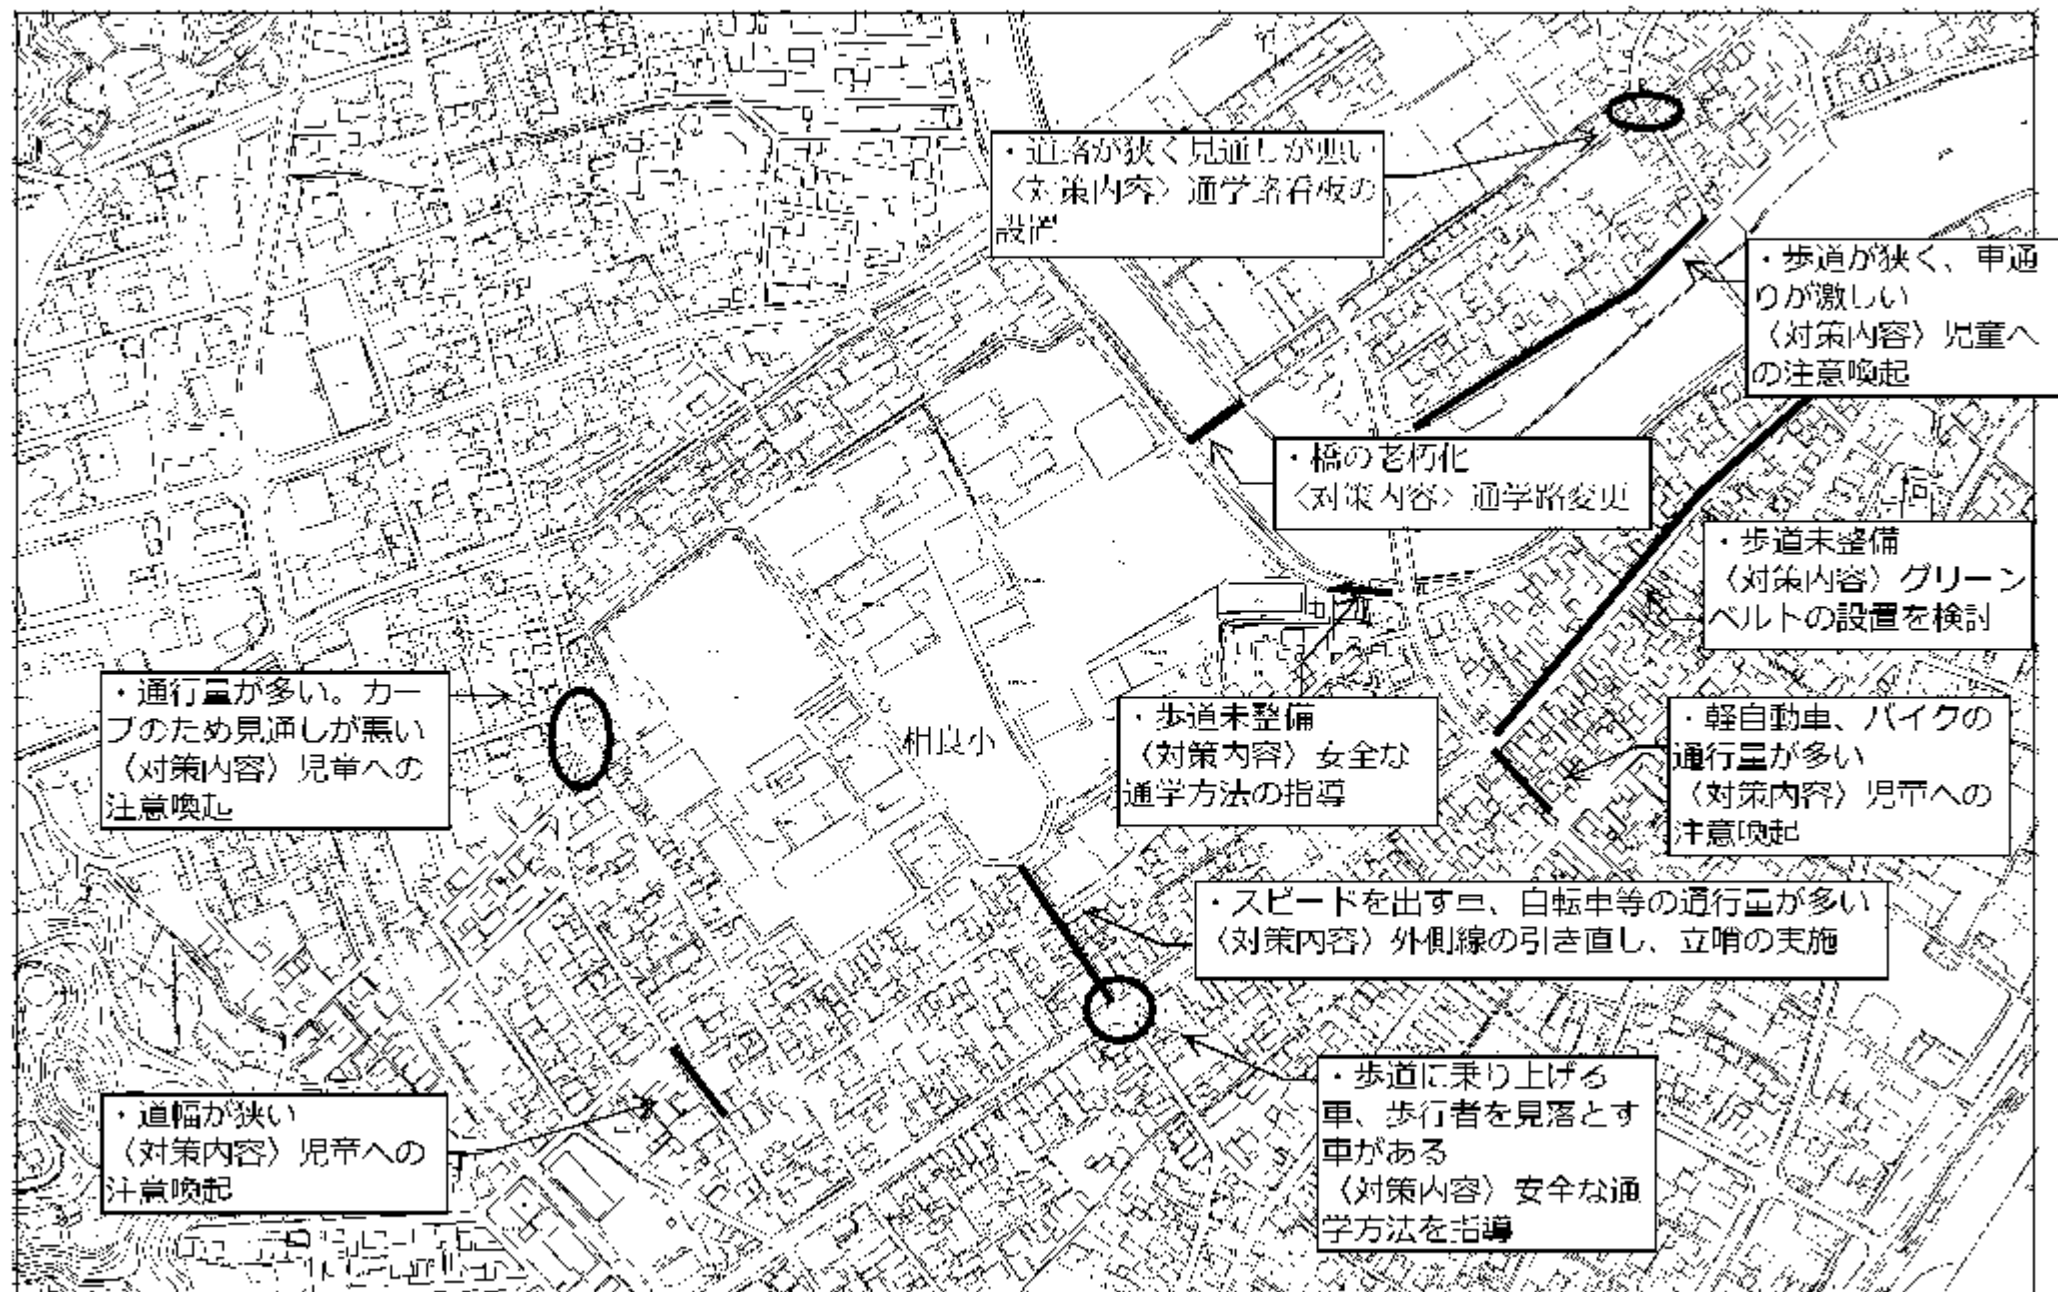 ・道路が狭く見通しが悪い
〈対策内容〉通学路看板の
設置
・歩道が狭く、車通
りが激しい
〈対策内容〉児童へ
の注意喚起
・橋の老朽化
〈対策内容〉通学路変更
・歩道未整備
〈対策内容〉グリーン
ベルトの設置を検討
・通行量が多い。カー
ブのため見通しが悪い
〈対策内容〉児童への
注意喚起
相良小
・歩道未整備
〈対策内容〉安全な
通学方法の指導
・軽自動車、バイクの
通行量が多い
〈対策内容〉児童への
注意喚起
・スピードを出す車、自転車等の通行量が多い
〈対策内容〉外側線の引き直し、立哨の実施
・歩道に乗り上げる
車、歩行者を見落とす
車がある
〈対策内容〉安全な通
学方法を指導
・道幅が狭い
〈対策内容〉児童への
注意喚起